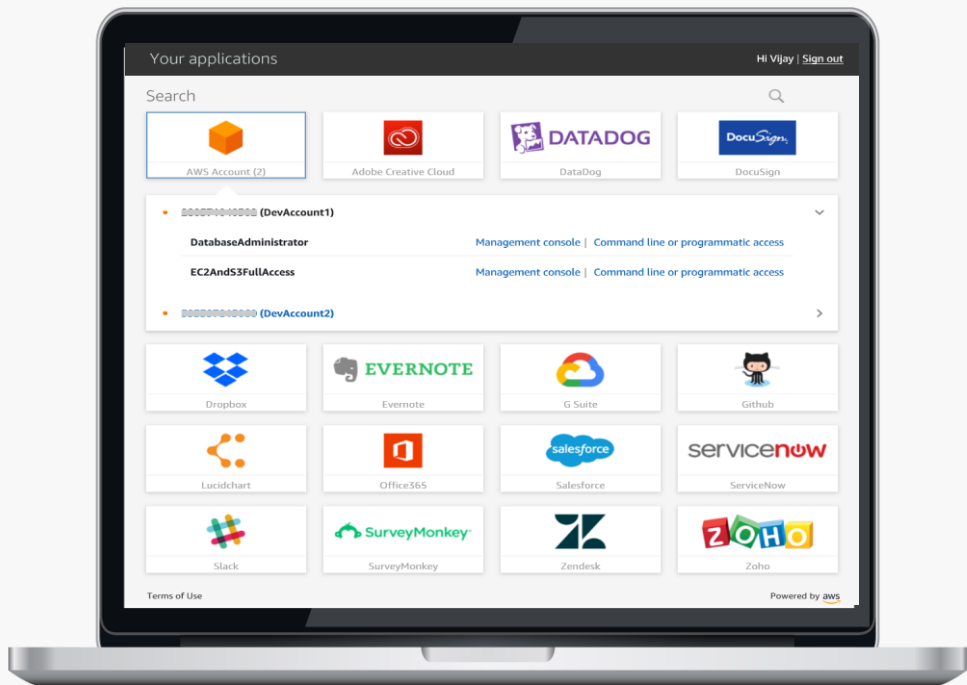 Your applications
Hi Vijay | Sign out
Search
AWS Account (2)
Adobe Creative Cloud
DATADOG
DataDog
DocuSign
DocuSign
(DevAccount1)
DatabaseAdministrator
Management console | Command line or programmatic access
EC2AndS3FullAccess
Management console | Command line or programmatic access
(DevAccount2)
Dropbox
EVERNOTE
Evernote
G Suite
Github
Lucidchart
Office365
salesforce
Salesforce
servicenow
ServiceNow
Slack
SurveyMonkey
SurveyMonkey
Zendesk
ZOHO
Zoho
Terms of Use
Powered by aws